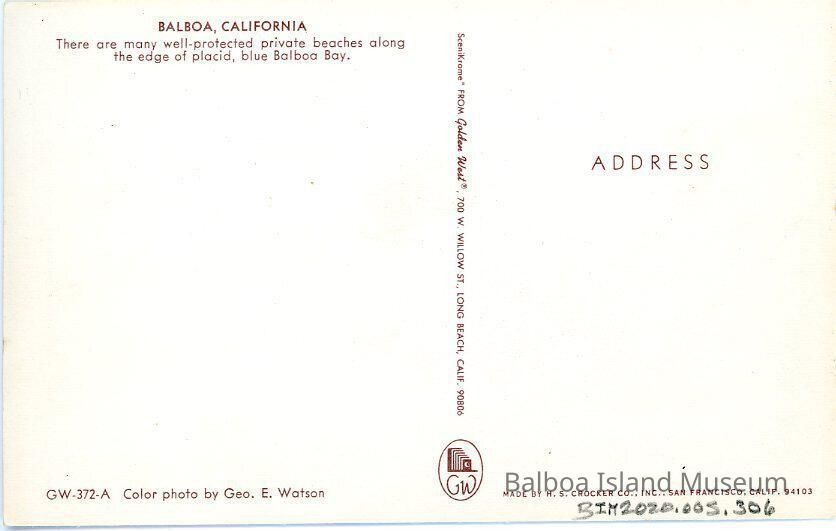 BALBOA, CALIFORNIA
There are many well-protected private beaches along
the edge of placid, blue Balboa Bay.
SceniKrome® FROM Golden West®, 700 W. WILLOW ST., LONG BEACH, CALIF. 90806
ADDRESS
GW-372-A Color photo by Geo. E. Watson
GW
Balboa Island Museum
MADE BY H. S. CROCKER CO., INC., SAN FRANCISCO, CALIF. 94103
BIM2020.005.306